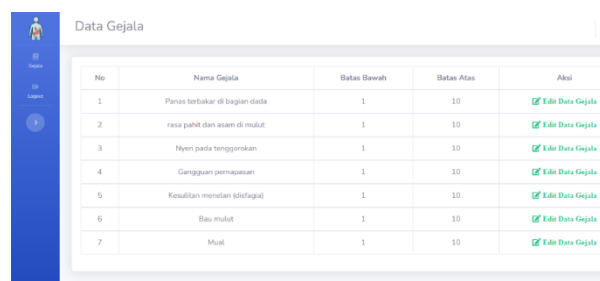 Data Gejala
Gejala
Logout
No Nama Gejala Batas Bawah Batas Atas Aksi
1 Panas terbakar di bagian dada 1 10 Edit Data Gejala
2 rasa pahit dan asam di mulut 1 10 Edit Data Gejala
3 Nyeri pada tenggorokan 1 10 Edit Data Gejala
4 Gangguan pernapasan 1 10 Edit Data Gejala
5 Kesulitan menelan (disfagia) 1 10 Edit Data Gejala
6 Bau mulut 1 10 Edit Data Gejala
7 Mual 1 10 Edit Data Gejala